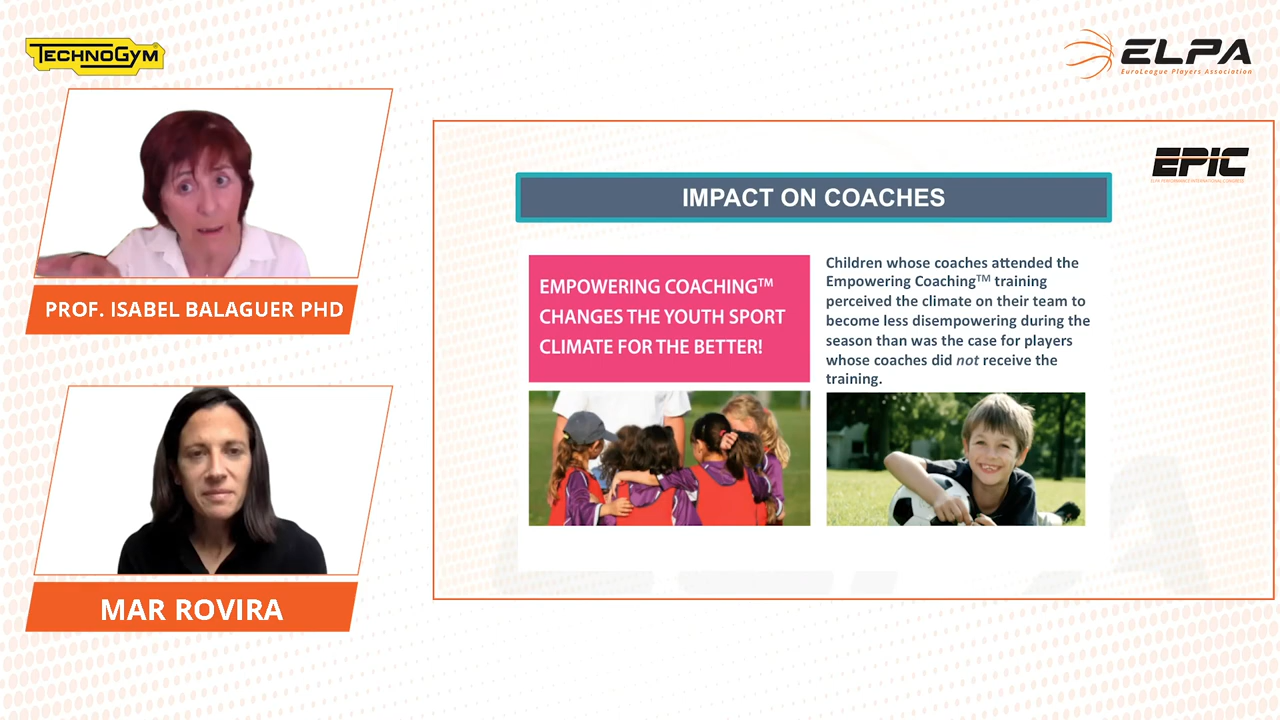 TECHNOGYM
ELPA
EuroLeague Players Association
PROF. ISABEL BALAGUER PHD
MAR ROVIRA
EPIC
IMPACT ON COACHES
EMPOWERING COACHING™
CHANGES THE YOUTH SPORT
CLIMATE FOR THE BETTER!
Children whose coaches attended the
Empowering Coaching™ training
perceived the climate on their team to
become less disempowering during the
season than was the case for players
whose coaches did not receive the
training.